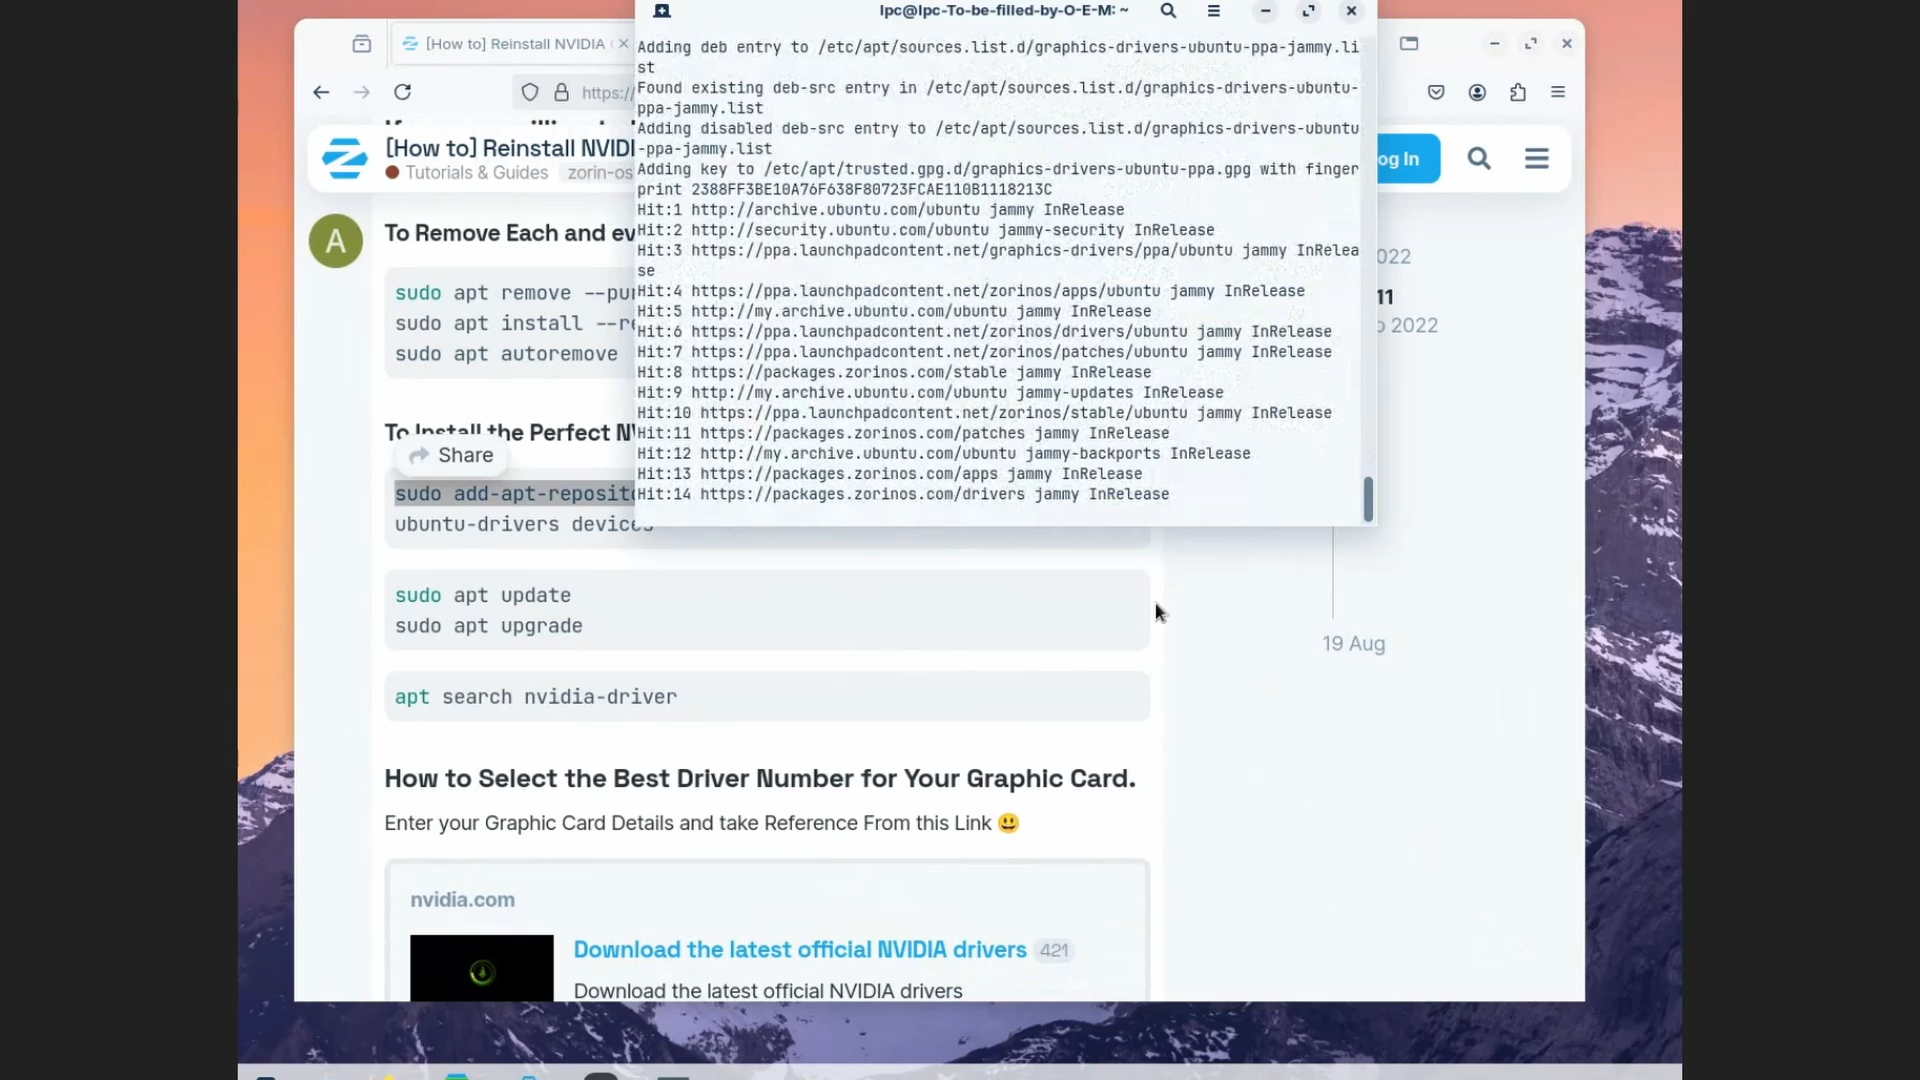 lpc@lpc-To-be-filled-by-O-E-M: ~
[How to] Reinstall NVIDIA
https://
Adding deb entry to /etc/apt/sources.list.d/graphics-drivers-ubuntu-ppa-jammy.li
st
Found existing deb-src entry in /etc/apt/sources.list.d/graphics-drivers-ubuntu-
ppa-jammy.list
Adding disabled deb-src entry to /etc/apt/sources.list.d/graphics-drivers-ubuntu
-ppa-jammy.list
Adding key to /etc/apt/trusted.gpg.d/graphics-drivers-ubuntu-ppa.gpg with finger
print 2388FF3BE10A76F638F80723FCAE110B1118213C
Hit:1 http://archive.ubuntu.com/ubuntu jammy InRelease
Hit:2 http://security.ubuntu.com/ubuntu jammy-security InRelease
Hit:3 https://ppa.launchpadcontent.net/graphics-drivers/ppa/ubuntu jammy InRelea
se
Hit:4 https://ppa.launchpadcontent.net/zorinos/apps/ubuntu jammy InRelease
Hit:5 http://my.archive.ubuntu.com/ubuntu jammy InRelease
Hit:6 https://ppa.launchpadcontent.net/zorinos/drivers/ubuntu jammy InRelease
Hit:7 https://ppa.launchpadcontent.net/zorinos/patches/ubuntu jammy InRelease
Hit:8 https://packages.zorinos.com/stable jammy InRelease
Hit:9 http://my.archive.ubuntu.com/ubuntu jammy-updates InRelease
Hit:10 https://ppa.launchpadcontent.net/zorinos/stable/ubuntu jammy InRelease
Hit:11 https://packages.zorinos.com/patches jammy InRelease
Hit:12 http://my.archive.ubuntu.com/ubuntu jammy-backports InRelease
Hit:13 https://packages.zorinos.com/apps jammy InRelease
Hit:14 https://packages.zorinos.com/drivers jammy InRelease
[How to] Reinstall NVIDI
Tutorials & Guides zorin-os
og In
A
To Remove Each and ev
sudo apt remove --pur
sudo apt install --re
sudo apt autoremove
To Install the Perfect NV
Share
sudo add-apt-reposito
ubuntu-drivers devices
sudo apt update
sudo apt upgrade
apt search nvidia-driver
How to Select the Best Driver Number for Your Graphic Card.
Enter your Graphic Card Details and take Reference From this Link 😃
nvidia.com
Download the latest official NVIDIA drivers 421
Download the latest official NVIDIA drivers
022
11
2022
19 Aug